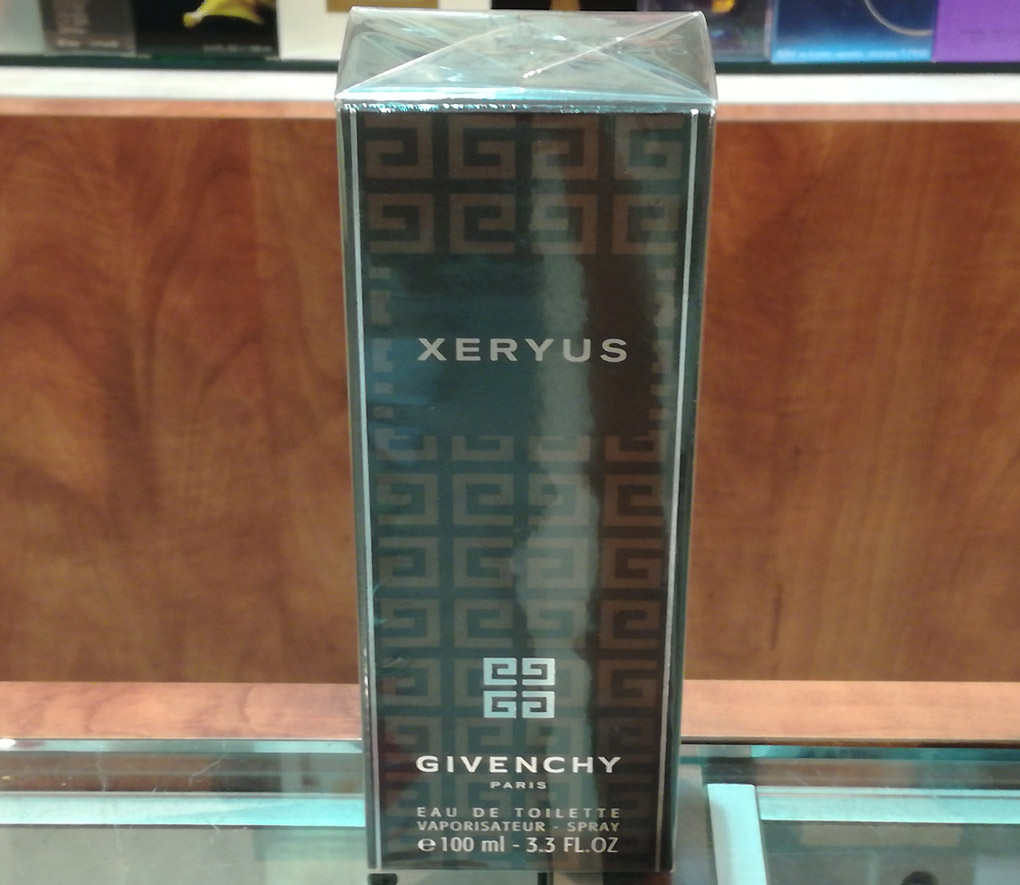 XERYUS
GIVENCHY
PARIS
EAU DE TOILETTE
VAPORISATEUR - SPRAY
℮ 100 ml - 3.3 FL.OZ